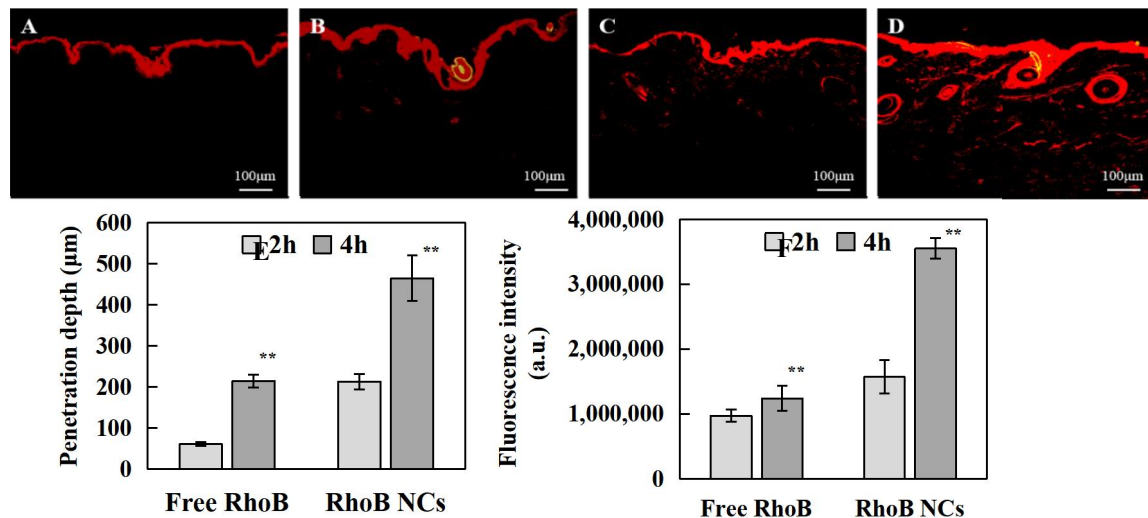 A
B
C
D
100μm
100μm
100μm
100μm
E
2h
4h
Penetration depth (μm)
600
500
400
300
200
100
0
**
**
Free RhoB
RhoB NCs
F
2h
4h
Fluorescence intensity
(a.u.)
4,000,000
3,000,000
2,000,000
1,000,000
0
**
**
Free RhoB
RhoB NCs